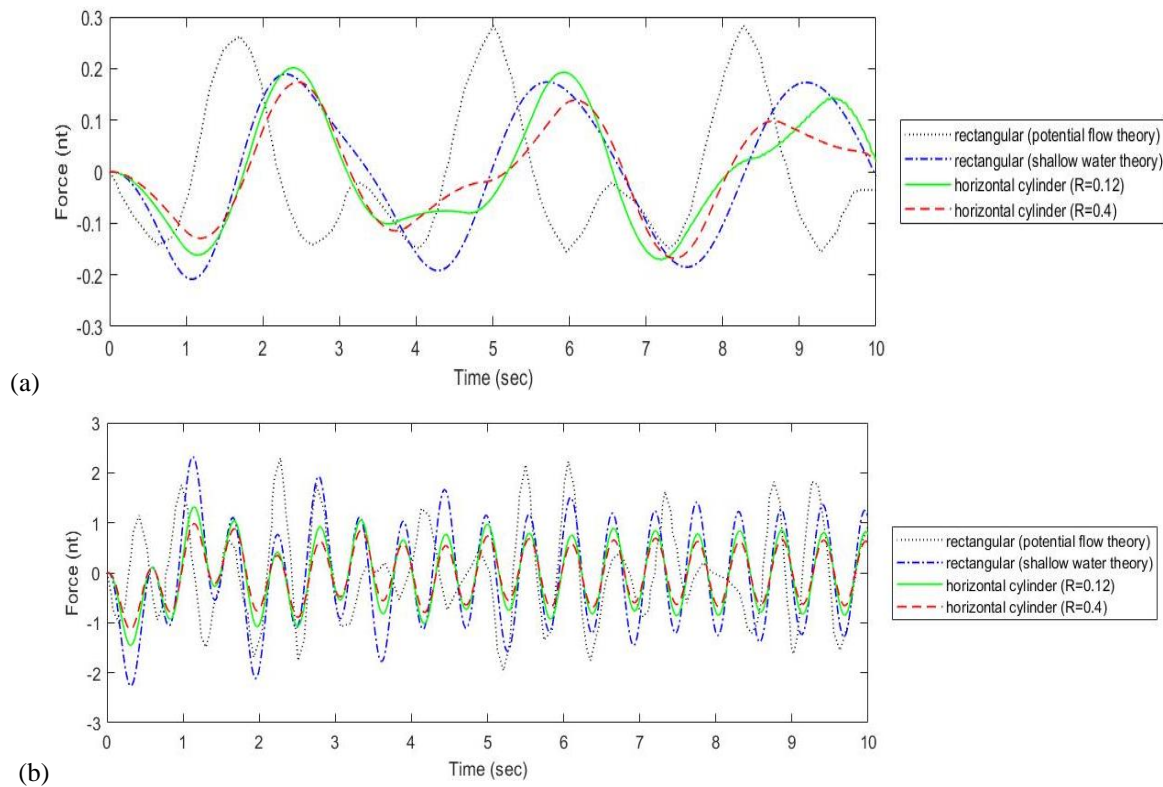 0.3
0.2
0.1
0
-0.1
-0.2
-0.3
Force (nt)
0 1 2 3 4 5 6 7 8 9 10
Time (sec)
rectangular (potential flow theory)
rectangular (shallow water theory)
horizontal cylinder (R=0.12)
horizontal cylinder (R=0.4)
(a)
3
2
1
0
-1
-2
-3
Force (nt)
0 1 2 3 4 5 6 7 8 9 10
Time (sec)
rectangular (potential flow theory)
rectangular (shallow water theory)
horizontal cylinder (R=0.12)
horizontal cylinder (R=0.4)
(b)